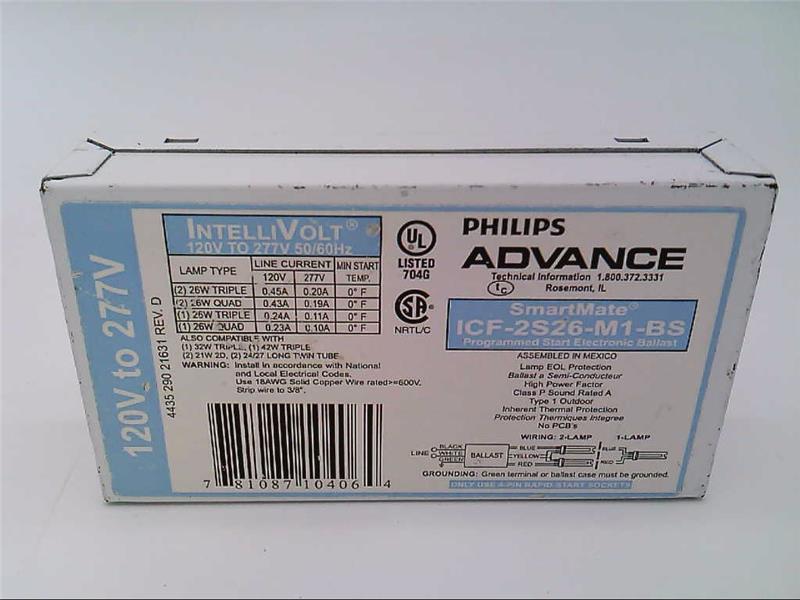 120V to 277V
4435 290 21631 REV. D
INTELLIVOLT®
120V TO 277V 50/60Hz
LAMP TYPE LINE CURRENT MIN START TEMP.
120V 277V
(2) 26W TRIPLE 0.45A 0.20A 0° F
(2) 26W QUAD 0.43A 0.19A 0° F
(1) 26W TRIPLE 0.24A 0.11A 0° F
(1) 26W QUAD 0.23A 0.10A 0° F
ALSO COMPATIBLE WITH
(1) 32W TRIPLE, (1) 42W TRIPLE
(2) 21W 2D, (2) 24/27 LONG TWIN TUBE
WARNING: Install in accordance with National
and Local Electrical Codes.
Use 18AWG Solid Copper Wire rated>=600V.
Strip wire to 3/8".
7 81087 10406 4
UL
LISTED
704G
SA
NRTL/C
PHILIPS
ADVANCE
Technical Information 1.800.372.3331
tc Rosemont, IL
SmartMate®
ICF-2S26-M1-BS
Programmed Start Electronic Ballast
ASSEMBLED IN MEXICO
Lamp EOL Protection
Ballast a Semi-Conducteur
High Power Factor
Class P Sound Rated A
Type 1 Outdoor
Inherent Thermal Protection
Protection Thermiques Integree
No PCB's
WIRING: 2-LAMP 1-LAMP
LINE BLACK WHITE GREEN BALLAST BLUE YELLOW RED BLUE RED
GROUNDING: Green terminal or ballast case must be grounded.
ONLY USE 4-PIN RAPID START SOCKETS